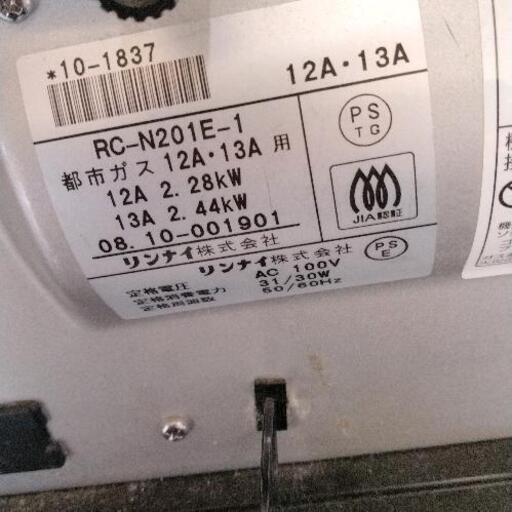 *10-1837
12A・13A
RC-N201E-1
都市ガス 12A・13A 用
12A 2.28kW
13A 2.44kW
08.10-001901
リンナイ株式会社
PS
TG
JIA認証
リンナイ株式会社
PS
E
定格電圧 AC 100V
定格消費電力 31/30W
定格周波数 50/60Hz